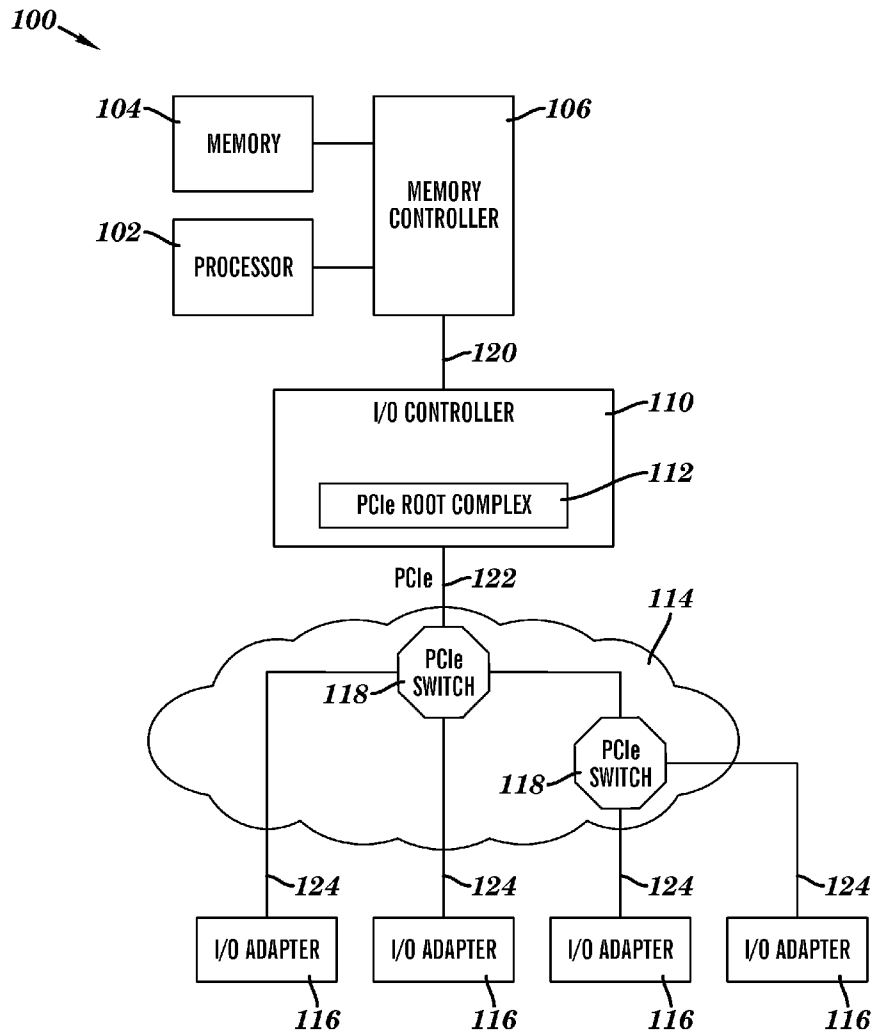 100
104
MEMORY
106
MEMORY
CONTROLLER
102
PROCESSOR
120
I/O CONTROLLER
110
PCIe ROOT COMPLEX
112
PCIe
122
114
PCIe
SWITCH
118
PCIe
SWITCH
118
124
124
124
124
I/O ADAPTER
I/O ADAPTER
I/O ADAPTER
I/O ADAPTER
116
116
116
116